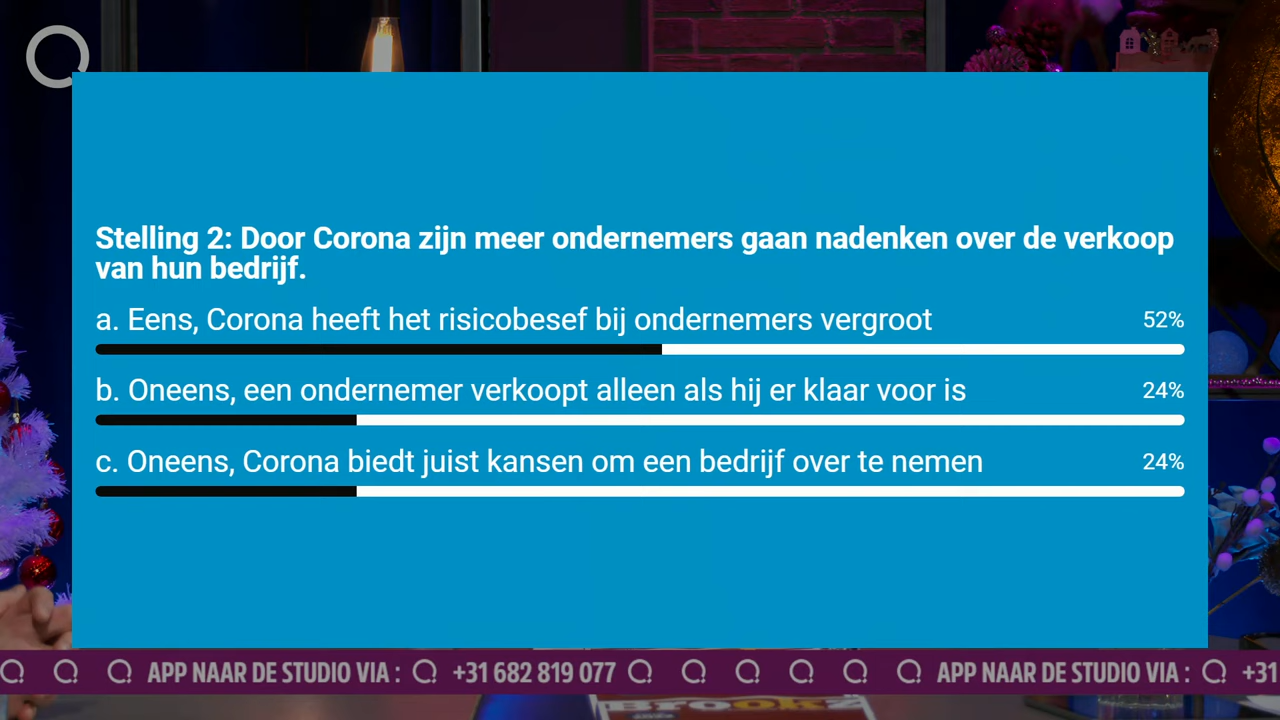 Stelling 2: Door Corona zijn meer ondernemers gaan nadenken over de verkoop
van hun bedrijf.
a. Eens, Corona heeft het risicobesef bij ondernemers vergroot 52%
b. Oneens, een ondernemer verkoopt alleen als hij er klaar voor is 24%
c. Oneens, Corona biedt juist kansen om een bedrijf over te nemen 24%
APP NAAR DE STUDIO VIA : +31 682 819 077 APP NAAR DE STUDIO VIA : +31
Brookz